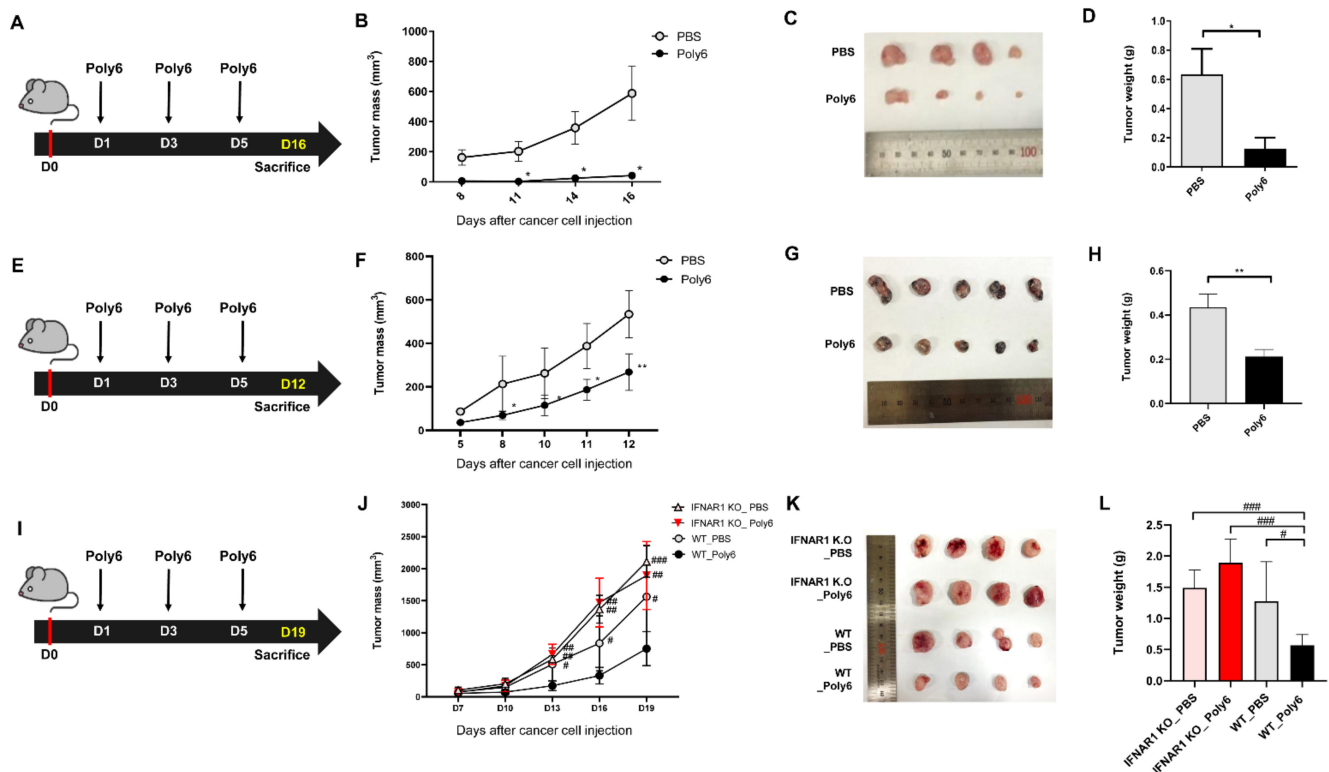 A
Poly6 Poly6 Poly6
D1 D3 D5 D16
D0 Sacrifice
B
Tumor mass (mm³)
1000
800
600
400
200
0
8 11 14 16
Days after cancer cell injection
PBS
Poly6
* * *
C
PBS
Poly6
50 100
D
Tumor weight (g)
1.0
0.8
0.6
0.4
0.2
0.0
*
PBS Poly6
E
Poly6 Poly6 Poly6
D1 D3 D5 D12
D0 Sacrifice
F
Tumor mass (mm³)
800
600
400
200
0
5 8 10 11 12
Days after cancer cell injection
PBS
Poly6
* * * **
G
PBS
Poly6
H
Tumor weight (g)
0.6
0.4
0.2
0.0
**
PBS Poly6
I
Poly6 Poly6 Poly6
D1 D3 D5 D19
D0 Sacrifice
J
Tumor mass (mm³)
3000
2500
2000
1500
1000
500
0
D7 D10 D13 D16 D19
Days after cancer cell injection
IFNAR1 KO_ PBS
IFNAR1 KO_ Poly6
WT_PBS
WT_Poly6
##
##
#
##
##
#
###
##
#
K
IFNAR1 K.O
_PBS
IFNAR1 K.O
_Poly6
WT
_PBS
WT
_Poly6
L
Tumor weight (g)
2.5
2.0
1.5
1.0
0.5
0.0
###
###
#
IFNAR1 KO_ PBS
IFNAR1 KO_ Poly6
WT_PBS
WT_Poly6